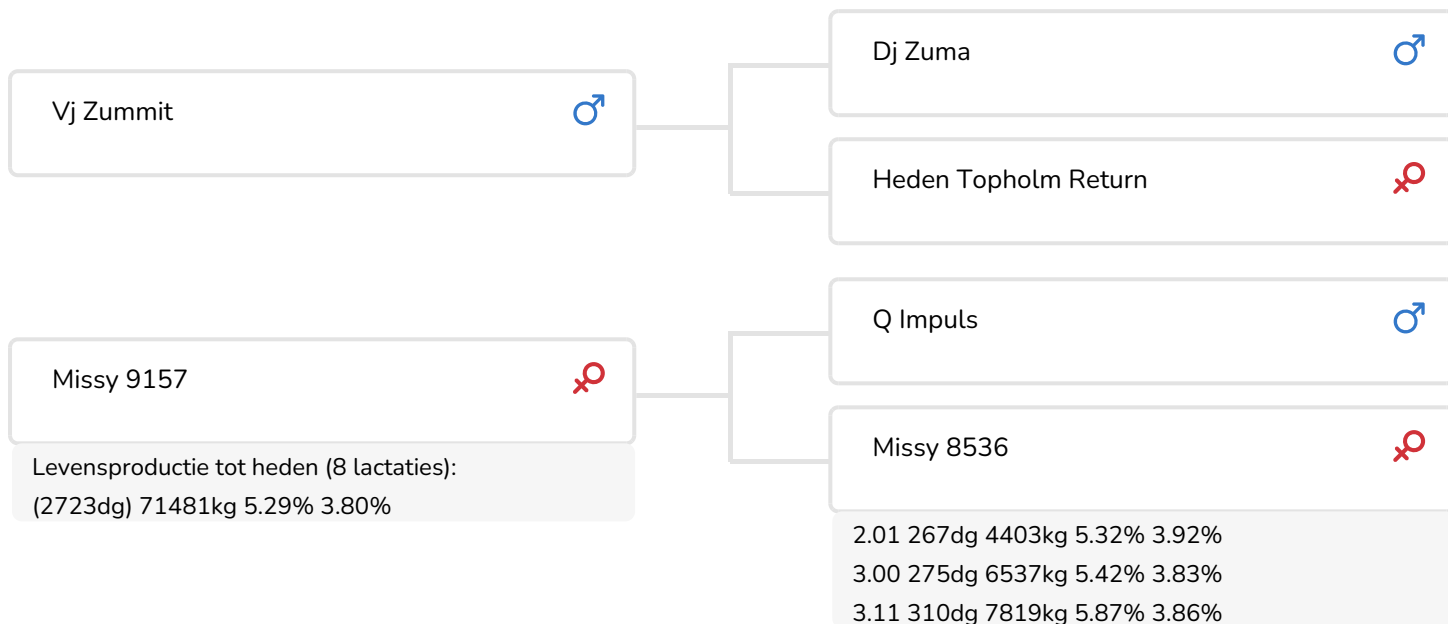 Vj Zummit
Dj Zuma
Heden Topholm Return
Missy 9157
Levensproductie tot heden (8 lactaties):
(2723dg) 71481kg 5.29% 3.80%
Q Impuls
Missy 8536
2.01 267dg 4403kg 5.32% 3.92%
3.00 275dg 6537kg 5.42% 3.83%
3.11 310dg 7819kg 5.87% 3.86%